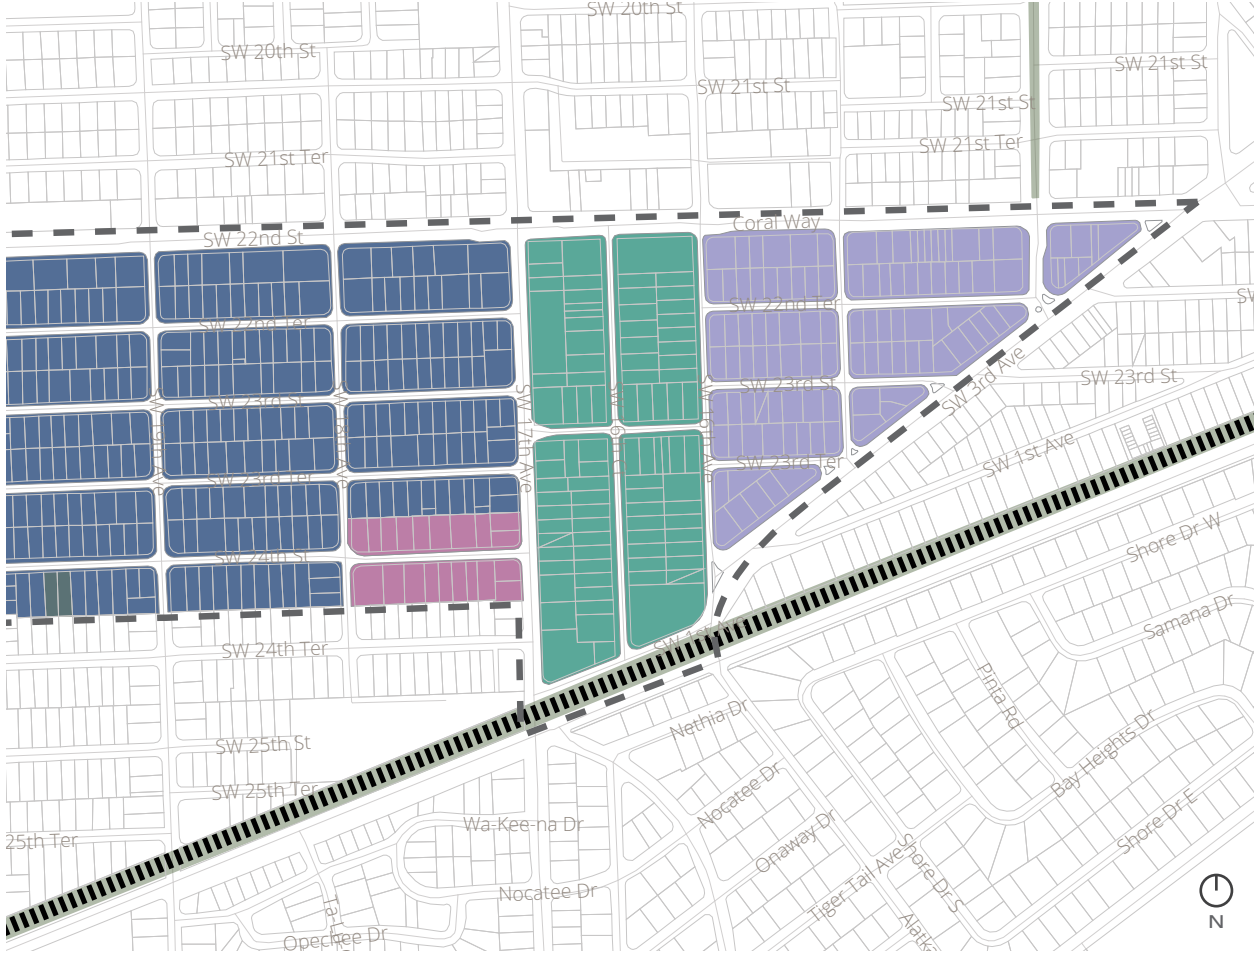 SW 20th St
SW 20th St
SW 21st St
SW 21st St
SW 21st St
SW 21st Ter
SW 21st Ter
Coral Way
SW 22nd St
SW 22nd Ter
SW 22nd Ter
SW 3rd Ave
SW 23rd St
SW 23rd St
SW 23rd St
SW 17th Ave
SW 1st Ave
SW 23rd Ter
SW 23rd Ter
Shore Dr W
SW 24th St
Samana Dr
SW 1st Ave
SW 24th Ter
Pinta Rd
Nethia Dr
SW 25th St
Bay Heights Dr
SW 25th Ter
Nocatee Dr
Shore Dr E
Wa-Kee-na Dr
25th Ter
Onaway Dr
Tiger Tail Ave
Shore Dr S
Nocatee Dr
Opechee Dr
N